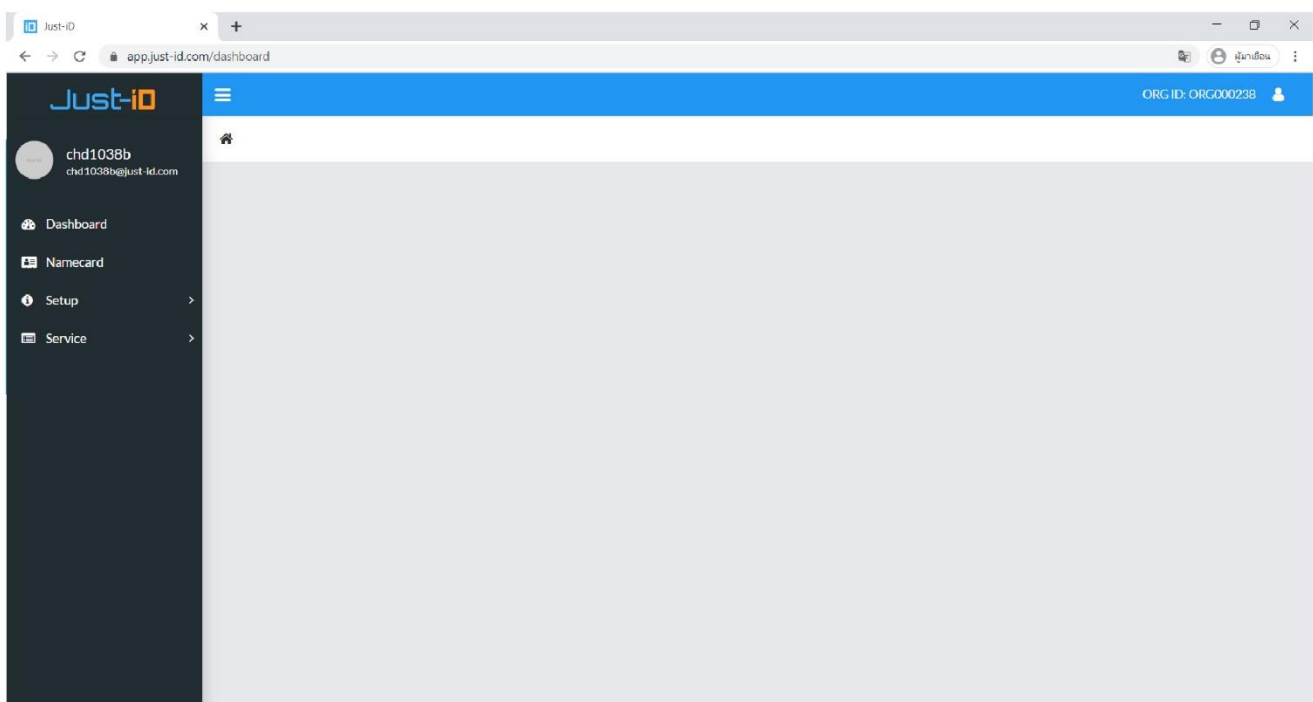 Just-iD
app.just-id.com/dashboard
ผู้มาเยือน
Just-iD
ORG ID: ORG000238
chd1038b
chd1038b@just-id.com
Dashboard
Namecard
Setup
Service